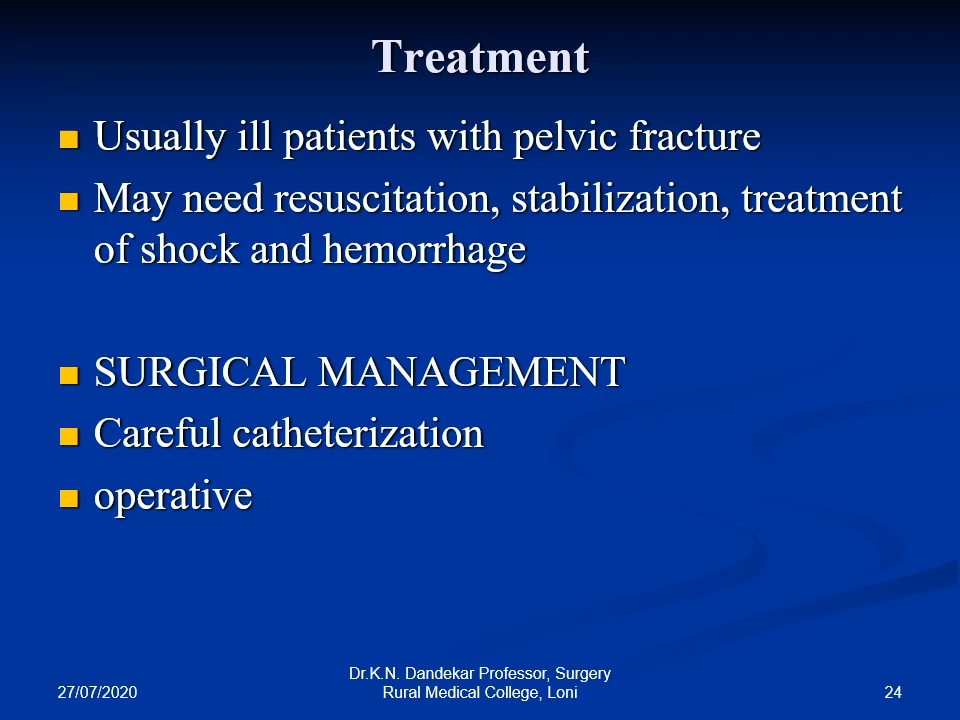 Treatment
Usually ill patients with pelvic fracture
May need resuscitation, stabilization, treatment
of shock and hemorrhage
SURGICAL MANAGEMENT
Careful catheterization
operative
27/07/2020
Dr.K.N. Dandekar Professor, Surgery
Rural Medical College, Loni
24